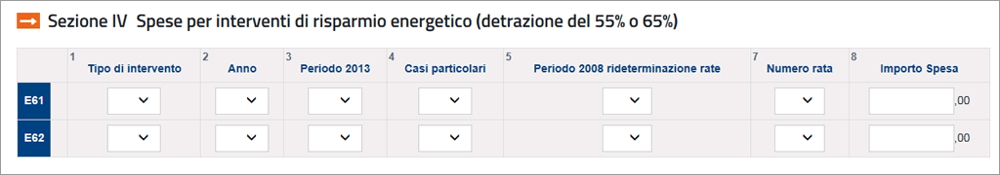 Sezione IV Spese per interventi di risparmio energetico (detrazione del 55% o 65%)
1 Tipo di intervento 2 Anno 3 Periodo 2013 4 Casi particolari 5 Periodo 2008 rideterminazione rate 7 Numero rata 8 Importo Spesa
E61 ,00
E62 ,00